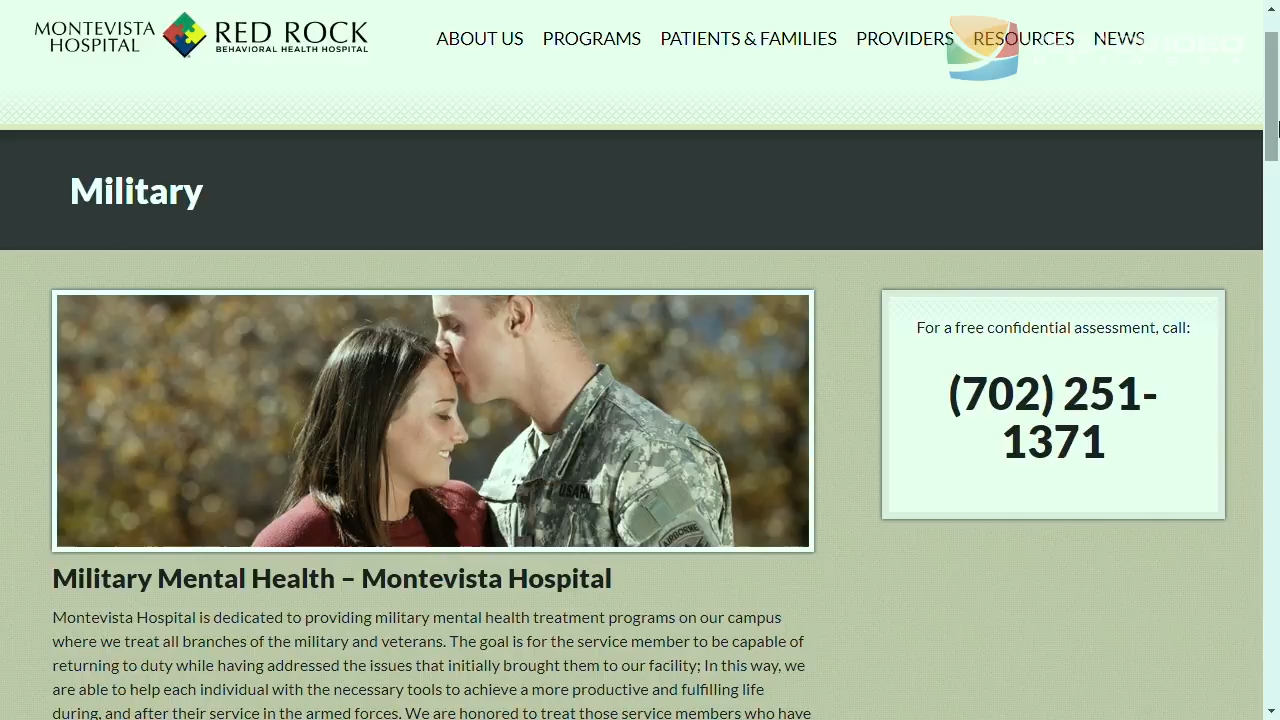 MONTEVISTA
HOSPITAL
RED ROCK
BEHAVIORAL HEALTH HOSPITAL
ABOUT US PROGRAMS PATIENTS & FAMILIES PROVIDERS RESOURCES NEWS
Military
U.S. AR
AIRBORNE
For a free confidential assessment, call:
(702) 251-
1371
Military Mental Health – Montevista Hospital
Montevista Hospital is dedicated to providing military mental health treatment programs on our campus
where we treat all branches of the military and veterans. The goal is for the service member to be capable of
returning to duty while having addressed the issues that initially brought them to our facility; In this way, we
are able to help each individual with the necessary tools to achieve a more productive and fulfilling life
during, and after their service in the armed forces. We are honored to treat those service members who have